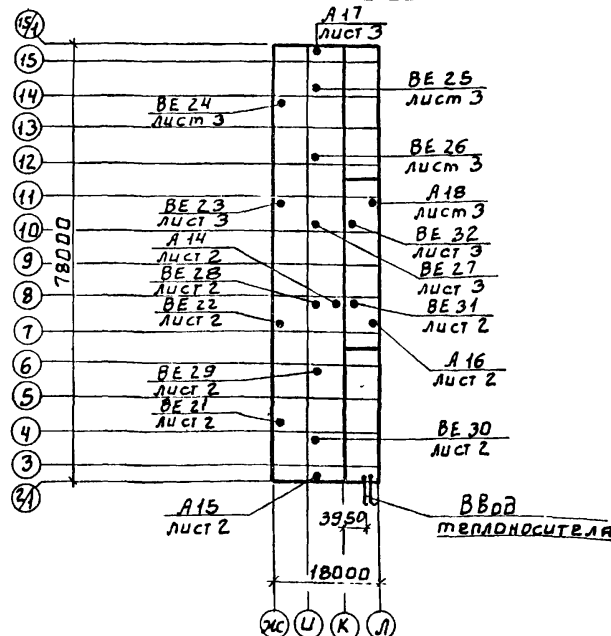 А17
лист 3
15/1
15
ВЕ 25
лист 3
14
ВЕ 24
лист 3
13
ВЕ 26
лист 3
12
11
А18
лист 3
ВЕ 23
лист 3
10
ВЕ 32
лист 3
А14
лист 2
9
ВЕ 27
лист 3
78000
ВЕ 28
лист 2
8
ВЕ 31
лист 2
ВЕ 22
лист 2
7
А16
лист 2
6
ВЕ 29
лист 2
5
ВЕ 21
лист 2
4
ВЕ 30
лист 2
3
2/1
А15
лист 2
3950
Ввод
теплоносителя
18000
Ж И К Л